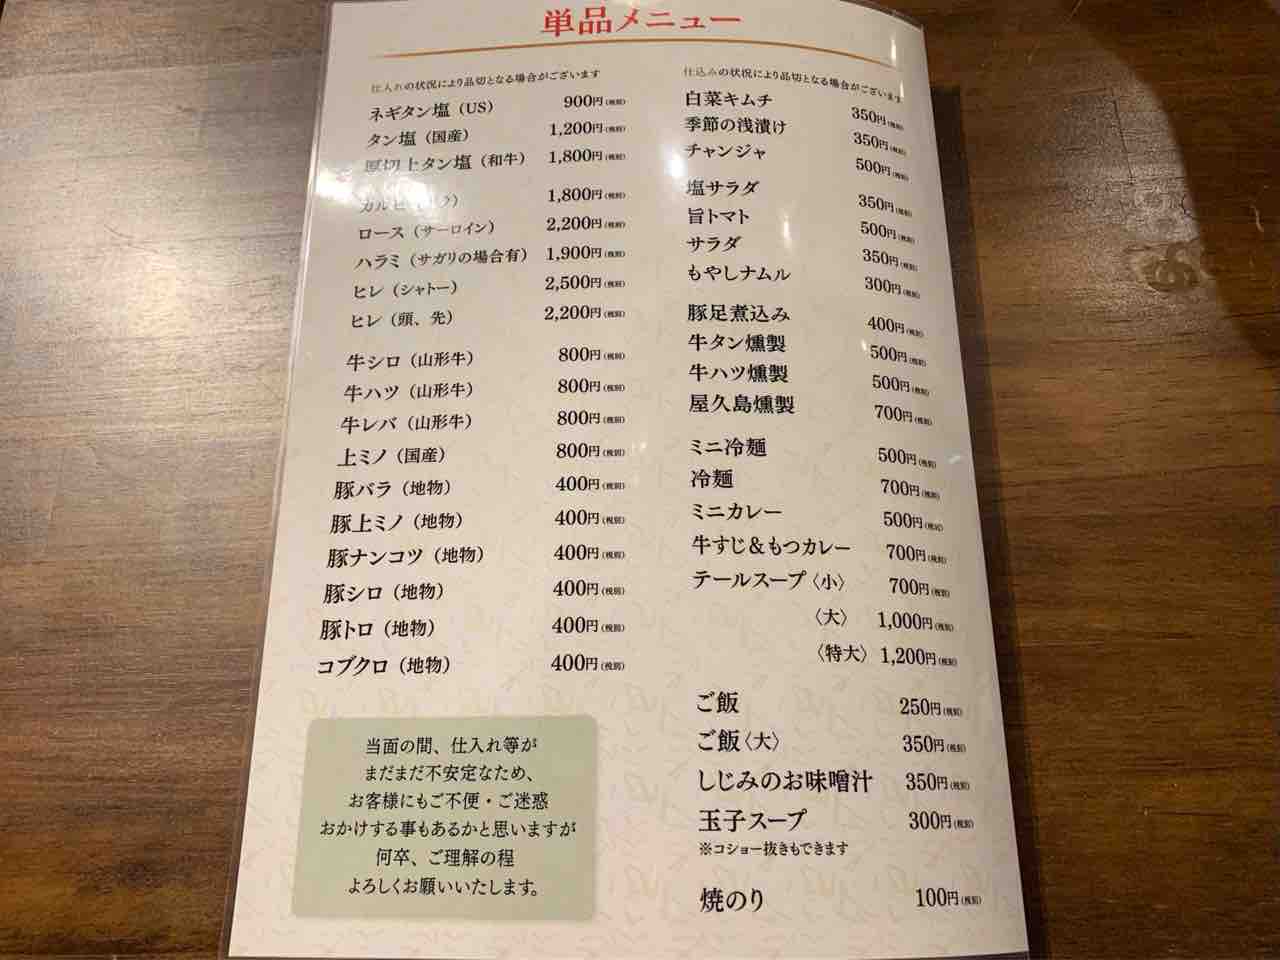 単品メニュー
仕入れの状況により品切となる場合がございます
ネギタン塩（US） 900円（税別）
タン塩（国産） 1,200円（税別）
厚切上タン塩（和牛） 1,800円（税別）
カルビ 1,800円（税別）
ロース（サーロイン） 2,200円（税別）
ハラミ（サガリの場合有） 1,900円（税別）
ヒレ（シャトー） 2,500円（税別）
ヒレ（頭、先） 2,200円（税別）
牛シロ（山形牛） 800円（税別）
牛ハツ（山形牛） 800円（税別）
牛レバ（山形牛） 800円（税別）
上ミノ（国産） 800円（税別）
豚バラ（地物） 400円（税別）
豚上ミノ（地物） 400円（税別）
豚ナンコツ（地物） 400円（税別）
豚シロ（地物） 400円（税別）
豚トロ（地物） 400円（税別）
コブクロ（地物） 400円（税別）
当面の間、仕入れ等が
まだまだ不安定なため、
お客様にもご不便・ご迷惑
おかけする事もあるかと思いますが
何卒、ご理解の程
よろしくお願いいたします。
仕込みの状況により品切となる場合がございます
白菜キムチ 350円（税別）
季節の浅漬け 350円（税別）
チャンジャ 500円（税別）
塩サラダ 350円（税別）
旨トマト 500円（税別）
サラダ 350円（税別）
もやしナムル 300円（税別）
豚足煮込み 400円（税別）
牛タン燻製 500円（税別）
牛ハツ燻製 500円（税別）
屋久島燻製 700円（税別）
ミニ冷麺 500円（税別）
冷麺 700円（税別）
ミニカレー 500円（税別）
牛すじ＆もつカレー 700円（税別）
テールスープ〈小〉 700円（税別）
〈大〉 1,000円（税別）
〈特大〉 1,200円（税別）
ご飯 250円（税別）
ご飯〈大〉 350円（税別）
しじみのお味噌汁 350円（税別）
玉子スープ 300円（税別）
※コショー抜きもできます
焼のり 100円（税別）